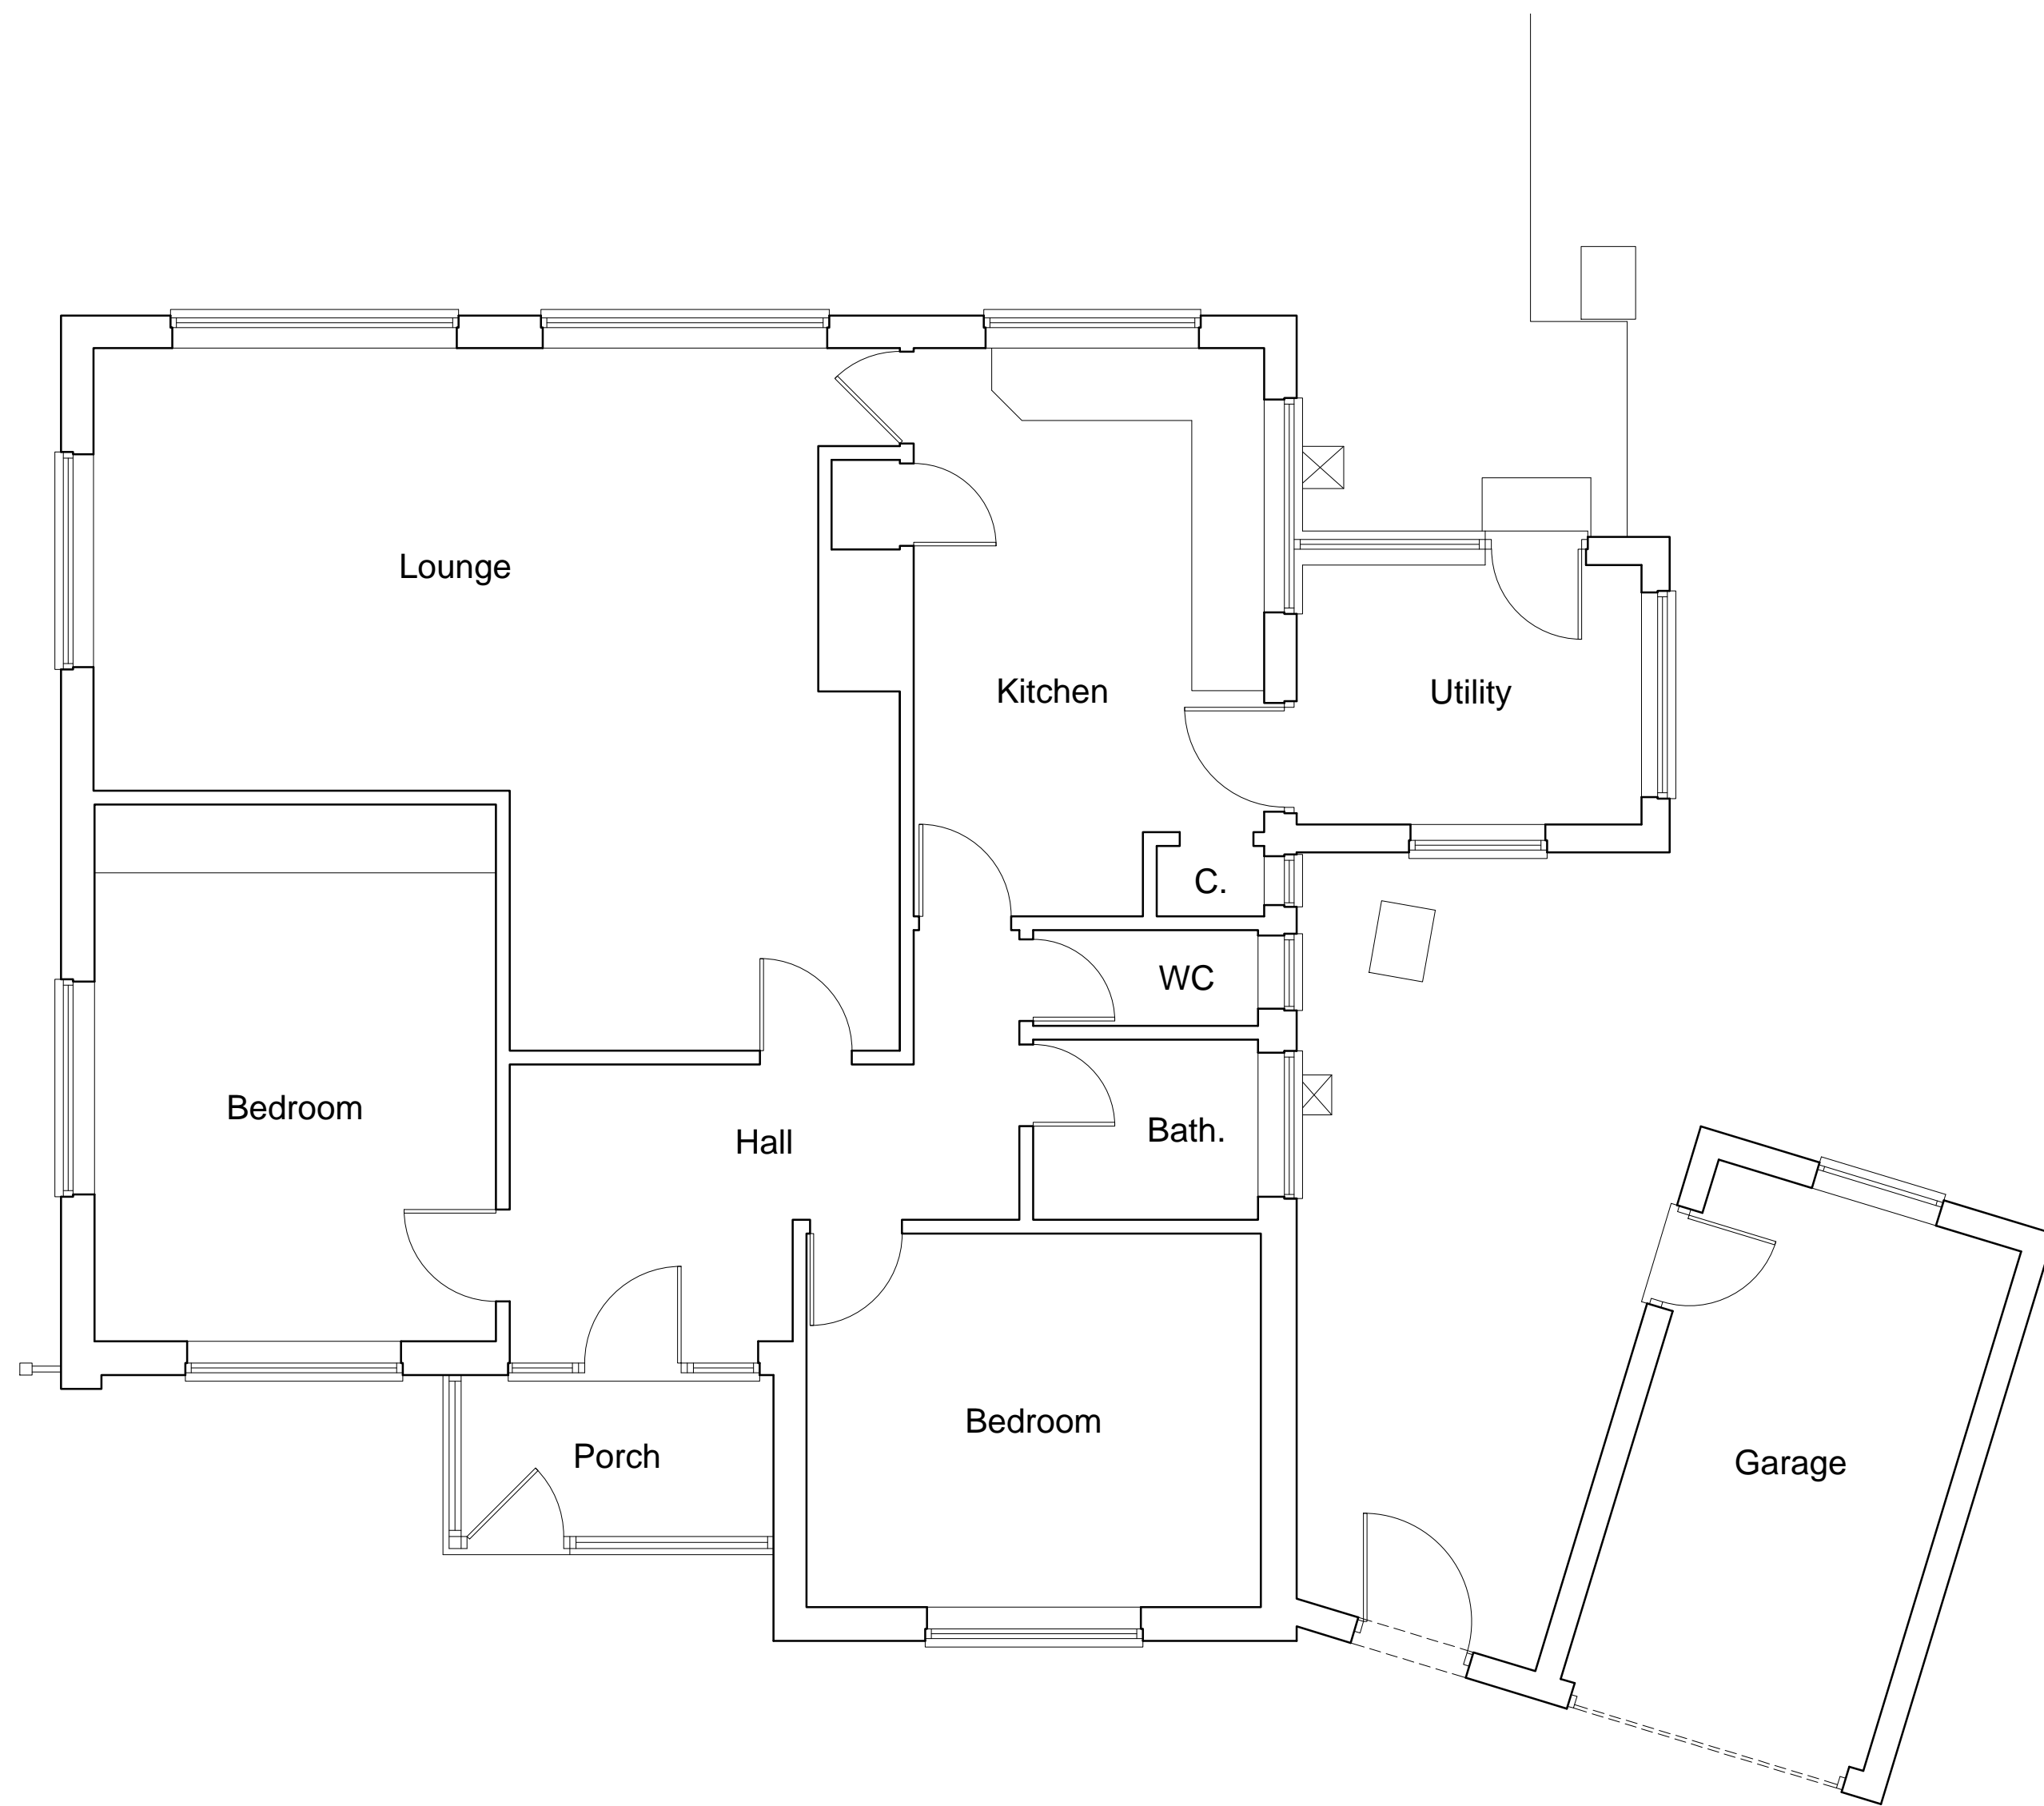 Lounge
Kitchen
Utility
C.
WC
Bedroom
Bath.
Hall
Bedroom
Porch
Garage